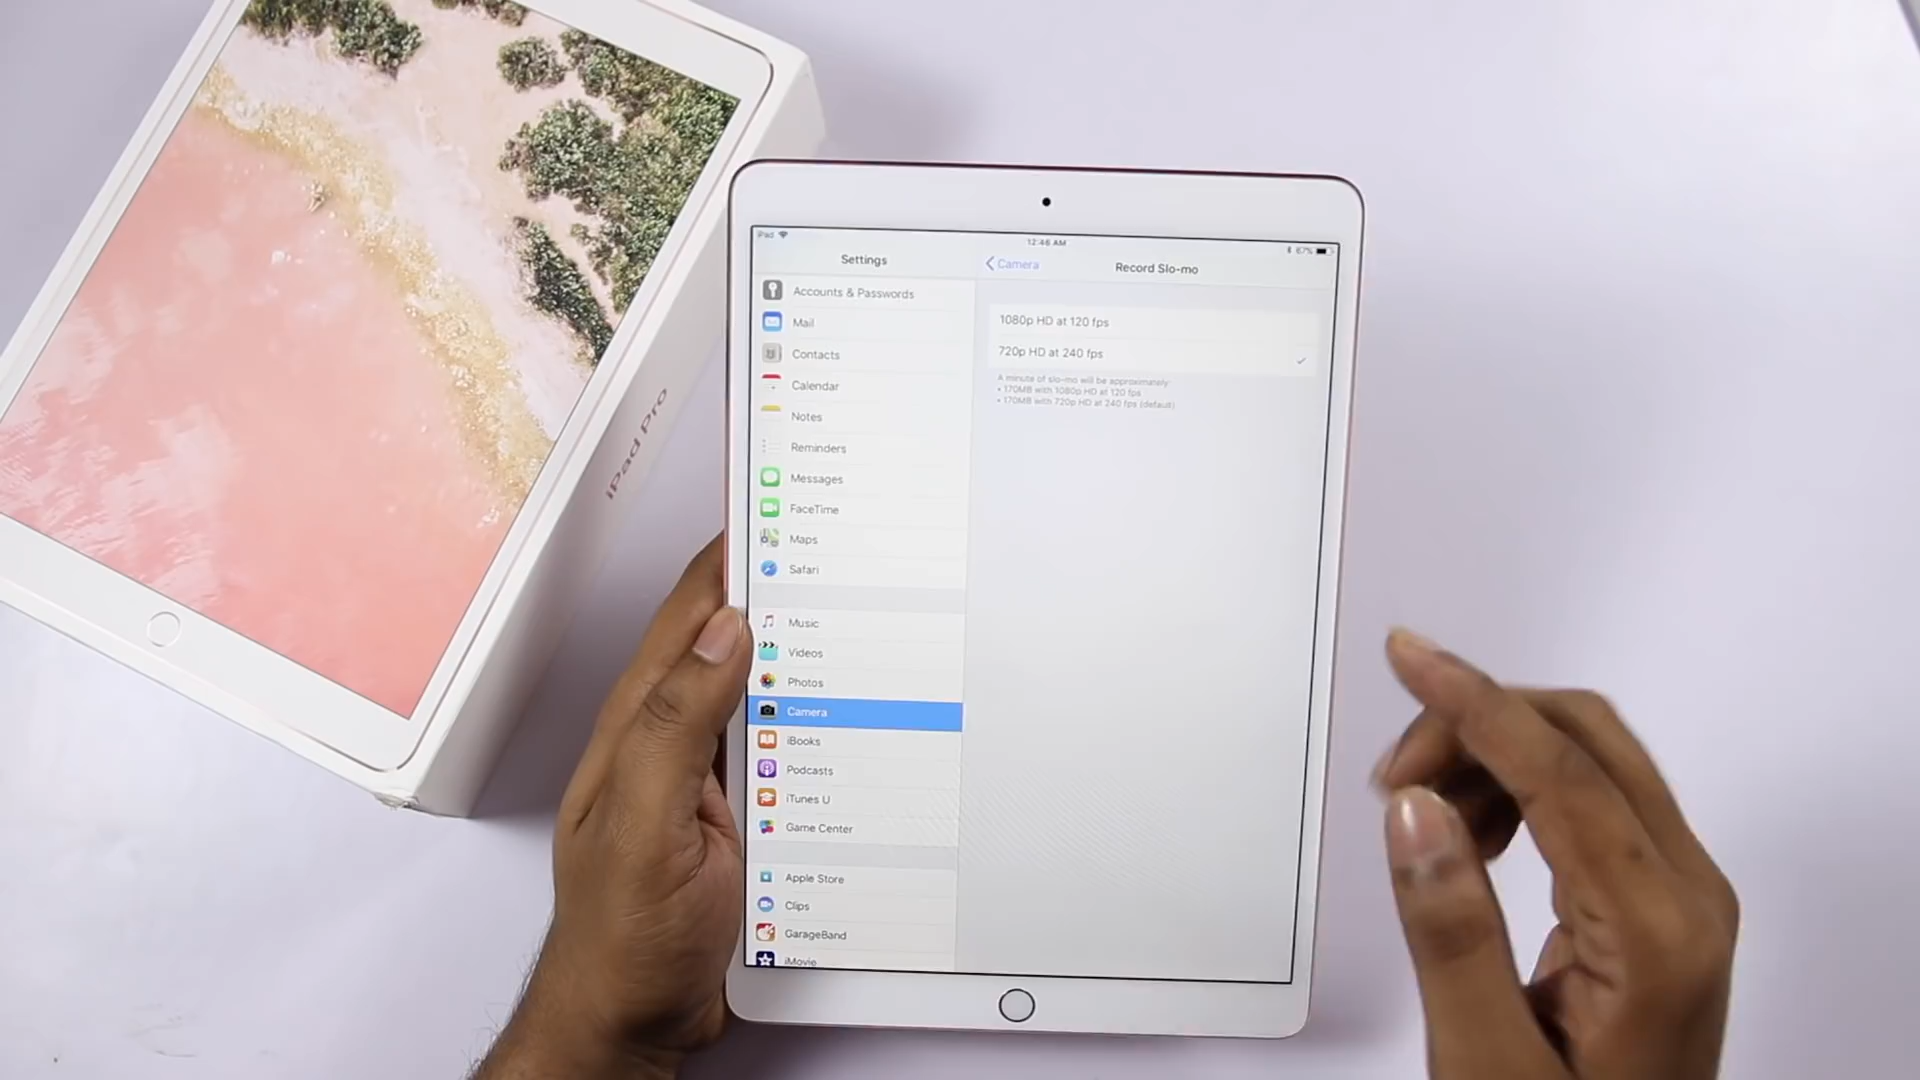 iPad Pro
iPad
12:46 AM
67%
Settings
Camera
Record Slo-mo
Accounts & Passwords
Mail
Contacts
Calendar
Notes
Reminders
Messages
FaceTime
Maps
Safari
Music
Videos
Photos
Camera
iBooks
Podcasts
iTunes U
Game Center
Apple Store
Clips
GarageBand
iMovie
1080p HD at 120 fps
720p HD at 240 fps
A minute of slo-mo will be approximately:
• 170MB with 1080p HD at 120 fps
• 170MB with 720p HD at 240 fps (default)